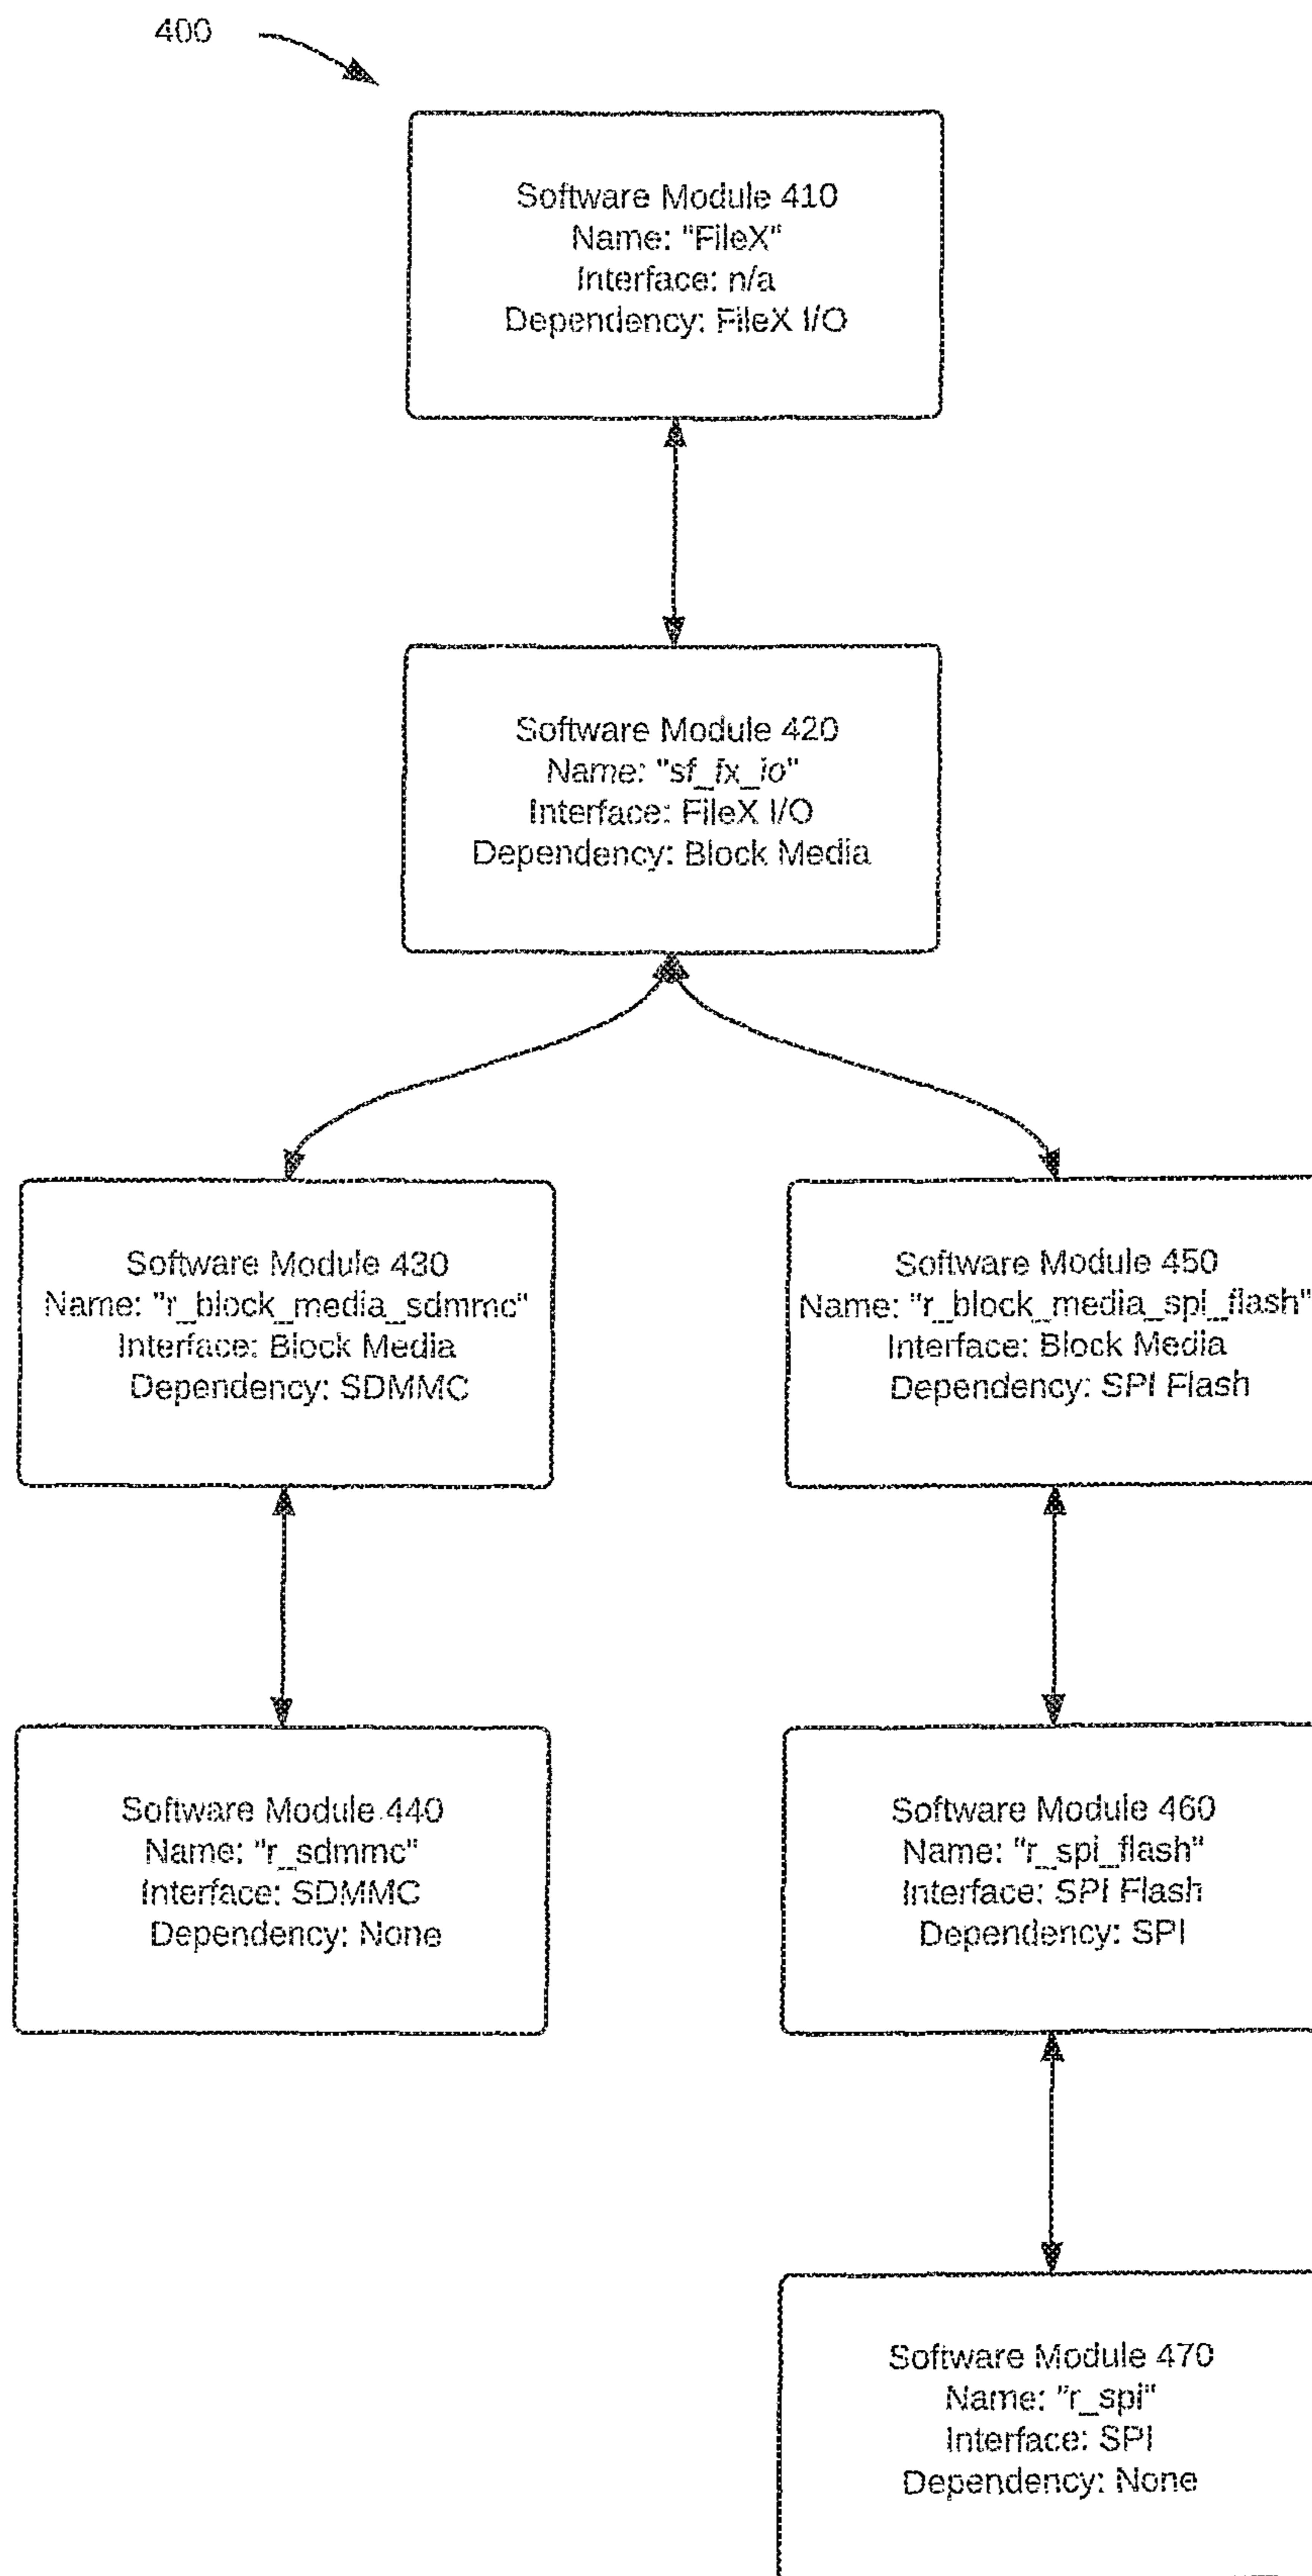 400
Software Module 410
Name: "FileX"
Interface: n/a
Dependency: FileX I/O
Software Module 420
Name: "sf_fx_io"
Interface: FileX I/O
Dependency: Block Media
Software Module 430
Name: "r_block_media_sdmmc"
Interface: Block Media
Dependency: SDMMC
Software Module 450
Name: "r_block_media_spi_flash"
Interface: Block Media
Dependency: SPI Flash
Software Module 440
Name: "r_sdmmc"
Interface: SDMMC
Dependency: None
Software Module 460
Name: "r_spi_flash"
Interface: SPI Flash
Dependency: SPI
Software Module 470
Name: "r_spi"
Interface: SPI
Dependency: None